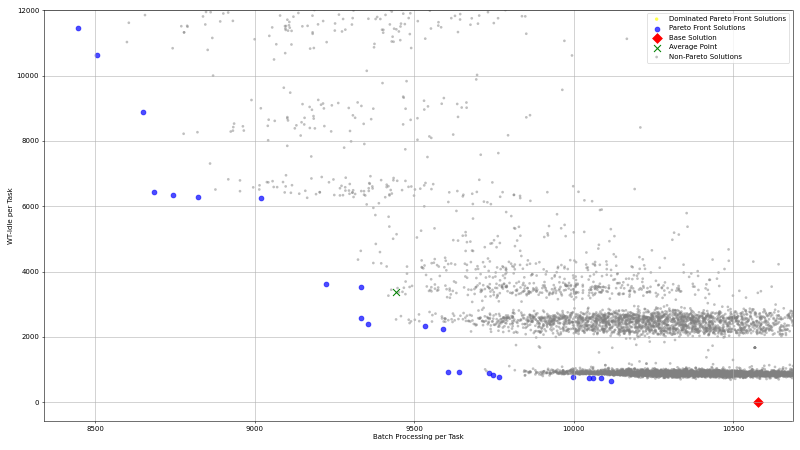 12000
10000
8000
6000
4000
2000
0
WT-Idle per Task
8500
9000
9500
10000
10500
Batch Processing per Task
Dominated Pareto Front Solutions
Pareto Front Solutions
Base Solution
Average Point
Non-Pareto Solutions